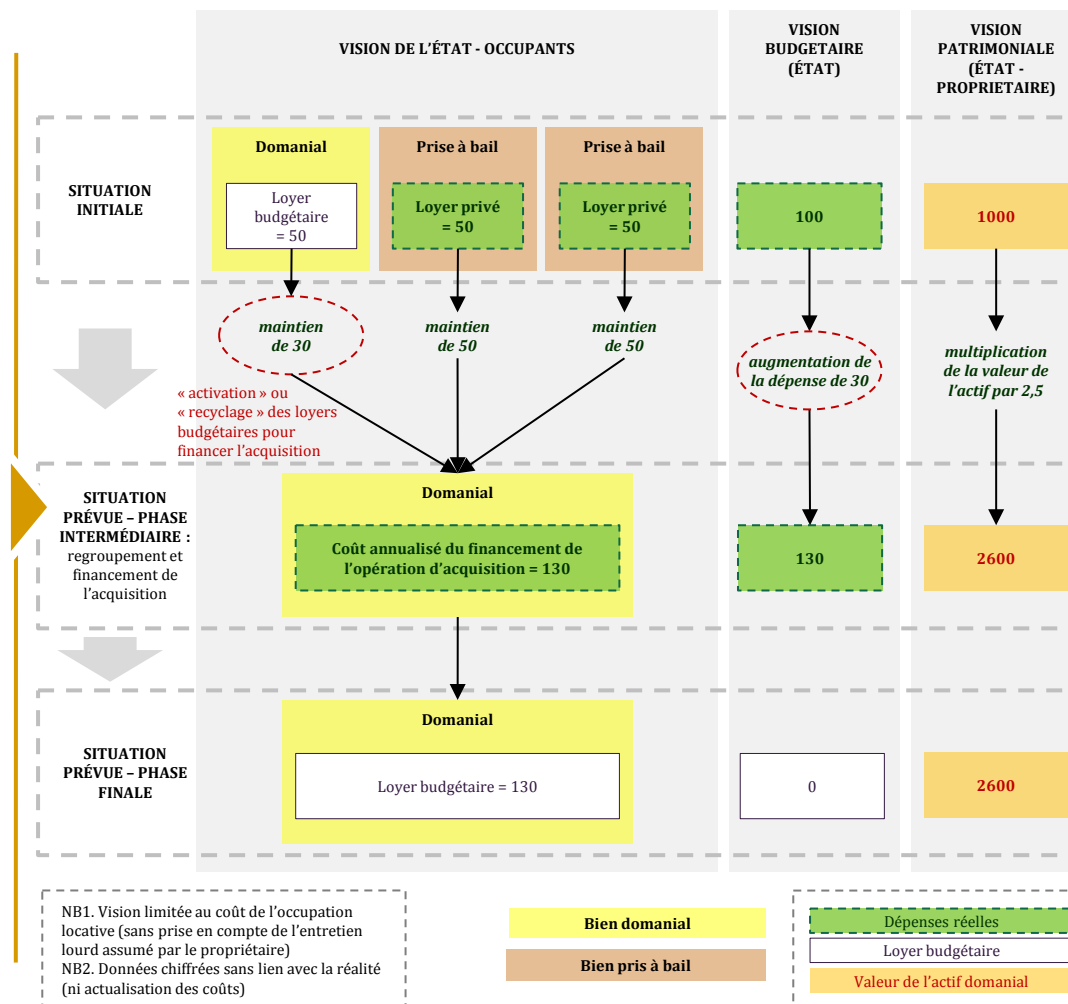 VISION DE L'ÉTAT - OCCUPANTS
VISION
BUDGETAIRE
(ÉTAT)
VISION
PATRIMONIALE
(ÉTAT -
PROPRIETAIRE)
SITUATION
INITIALE
Domanial
Loyer
budgétaire
= 50
Prise à bail
Loyer privé
= 50
Prise à bail
Loyer privé
= 50
100
1000
maintien
de 30
maintien
de 50
maintien
de 50
augmentation de
la dépense de 30
multiplication
de la valeur de
l'actif par 2,5
« activation » ou
« recyclage » des loyers
budgétaires pour
financer l'acquisition
SITUATION
PRÉVUE – PHASE
INTERMÉDIAIRE :
regroupement et
financement de
l'acquisition
Domanial
Coût annualisé du financement de
l'opération d'acquisition = 130
130
2600
SITUATION
PRÉVUE – PHASE
FINALE
Domanial
Loyer budgétaire = 130
0
2600
NB1. Vision limitée au coût de l'occupation
locative (sans prise en compte de l'entretien
lourd assumé par le propriétaire)
NB2. Données chiffrées sans lien avec la réalité
(ni actualisation des coûts)
Bien domanial
Bien pris à bail
Dépenses réelles
Loyer budgétaire
Valeur de l'actif domanial